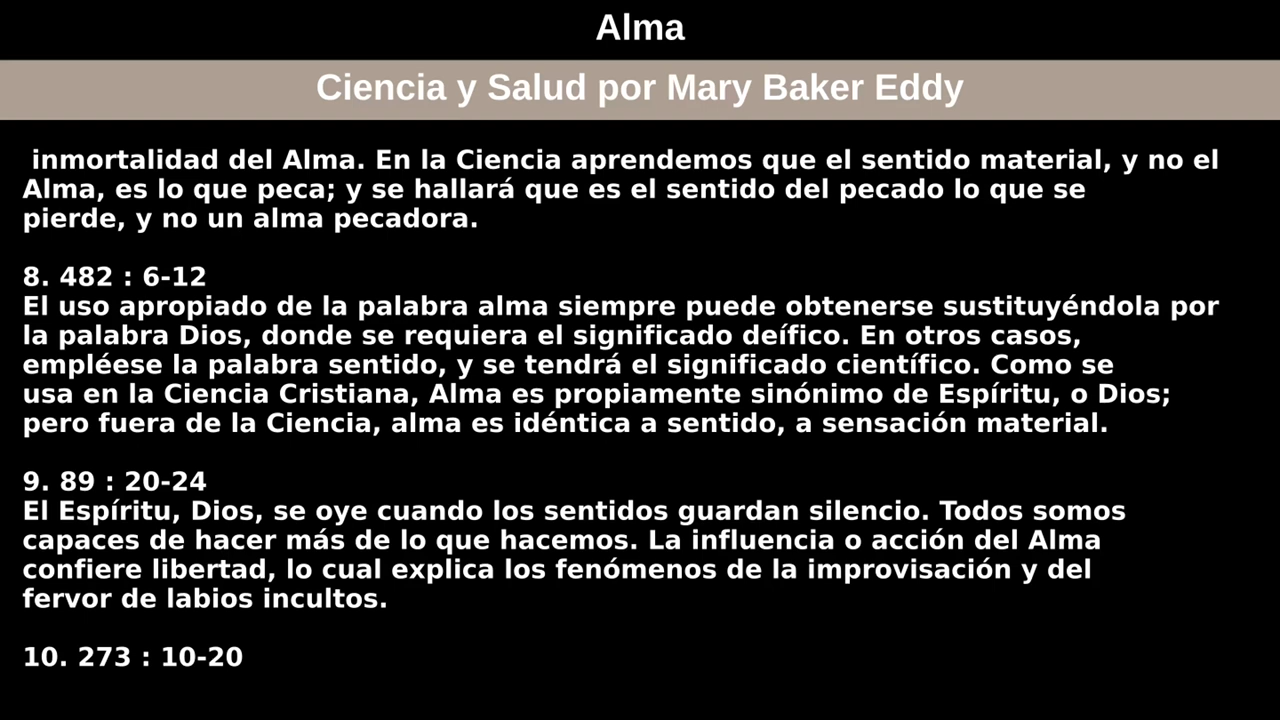 Alma
Ciencia y Salud por Mary Baker Eddy
inmortalidad del Alma. En la Ciencia aprendemos que el sentido material, y no el
Alma, es lo que peca; y se hallará que es el sentido del pecado lo que se
pierde, y no un alma pecadora.
8. 482 : 6-12
El uso apropiado de la palabra alma siempre puede obtenerse sustituyéndola por
la palabra Dios, donde se requiera el significado deífico. En otros casos,
empléese la palabra sentido, y se tendrá el significado científico. Como se
usa en la Ciencia Cristiana, Alma es propiamente sinónimo de Espíritu, o Dios;
pero fuera de la Ciencia, alma es idéntica a sentido, a sensación material.
9. 89 : 20-24
El Espíritu, Dios, se oye cuando los sentidos guardan silencio. Todos somos
capaces de hacer más de lo que hacemos. La influencia o acción del Alma
confiere libertad, lo cual explica los fenómenos de la improvisación y del
fervor de labios incultos.
10. 273 : 10-20